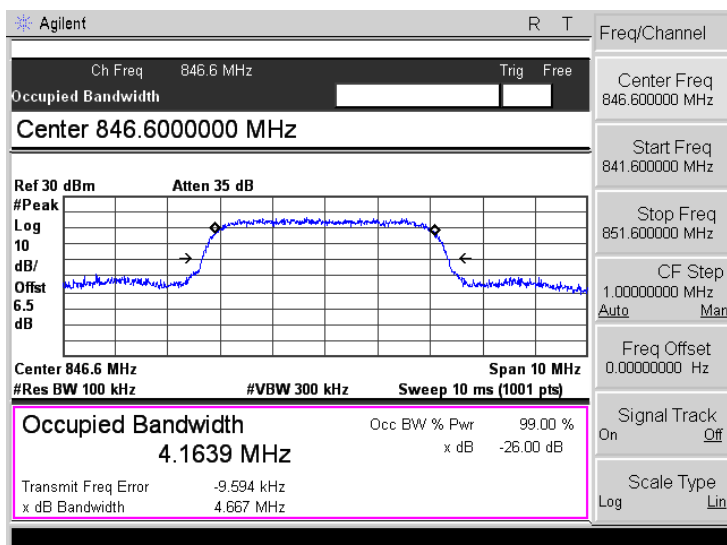 Agilent R T
Ch Freq 846.6 MHz Trig Free
Occupied Bandwidth
Center 846.6000000 MHz
Ref 30 dBm Atten 35 dB
#Peak
Log
10
dB/
Offst
6.5
dB
Center 846.6 MHz Span 10 MHz
#Res BW 100 kHz #VBW 300 kHz Sweep 10 ms (1001 pts)
Occupied Bandwidth
4.1639 MHz
Occ BW % Pwr 99.00 %
x dB -26.00 dB
Transmit Freq Error -9.594 kHz
x dB Bandwidth 4.667 MHz
Freq/Channel
Center Freq
846.600000 MHz
Start Freq
841.600000 MHz
Stop Freq
851.600000 MHz
CF Step
1.00000000 MHz
Auto Man
Freq Offset
0.00000000 Hz
Signal Track
On Off
Scale Type
Log Lin